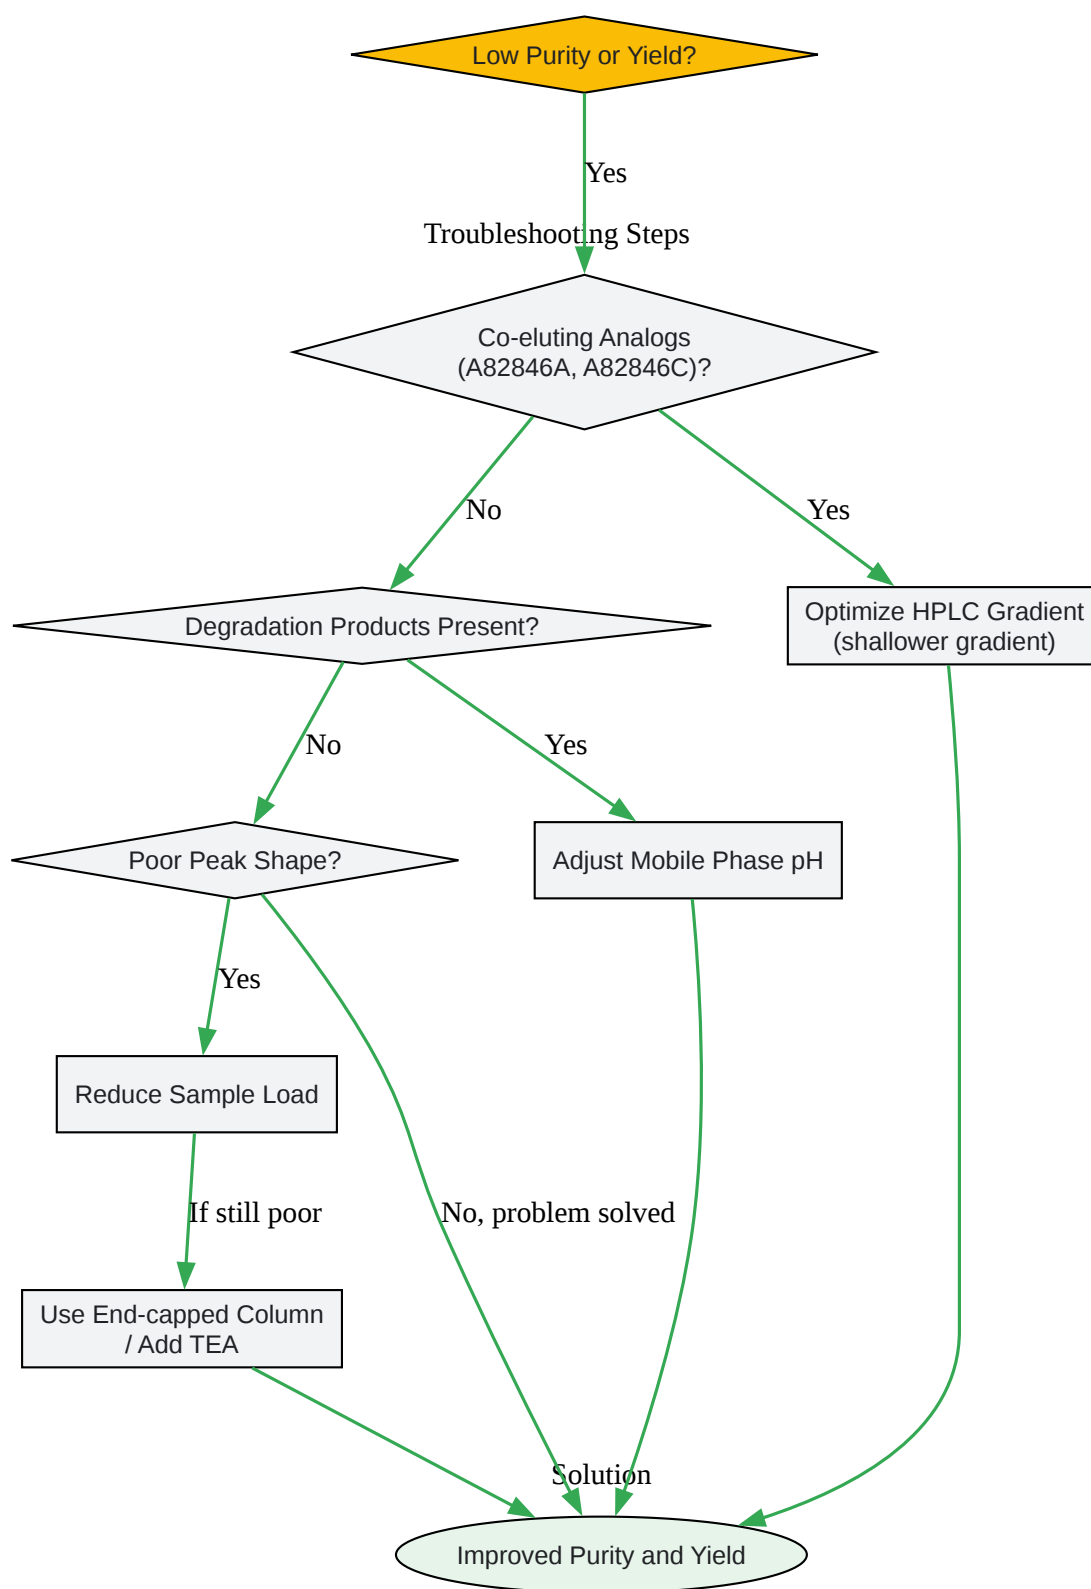 Low Purity or Yield?
Yes
Troubleshooting Steps
Co-eluting Analogs
(A82846A, A82846C)?
No
Yes
Degradation Products Present?
Optimize HPLC Gradient
(shallower gradient)
No
Yes
Poor Peak Shape?
Adjust Mobile Phase pH
Yes
Reduce Sample Load
If still poor
No, problem solved
Use End-capped Column
/ Add TEA
Solution
Improved Purity and Yield